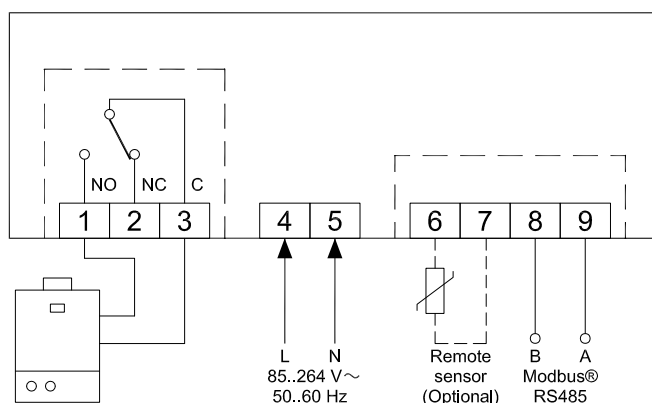 NO NC C
1 2 3 4 5 6 7 8 9
L N
85..264 V~
50..60 Hz
Remote
sensor
(Optional)
B A
Modbus®
RS485